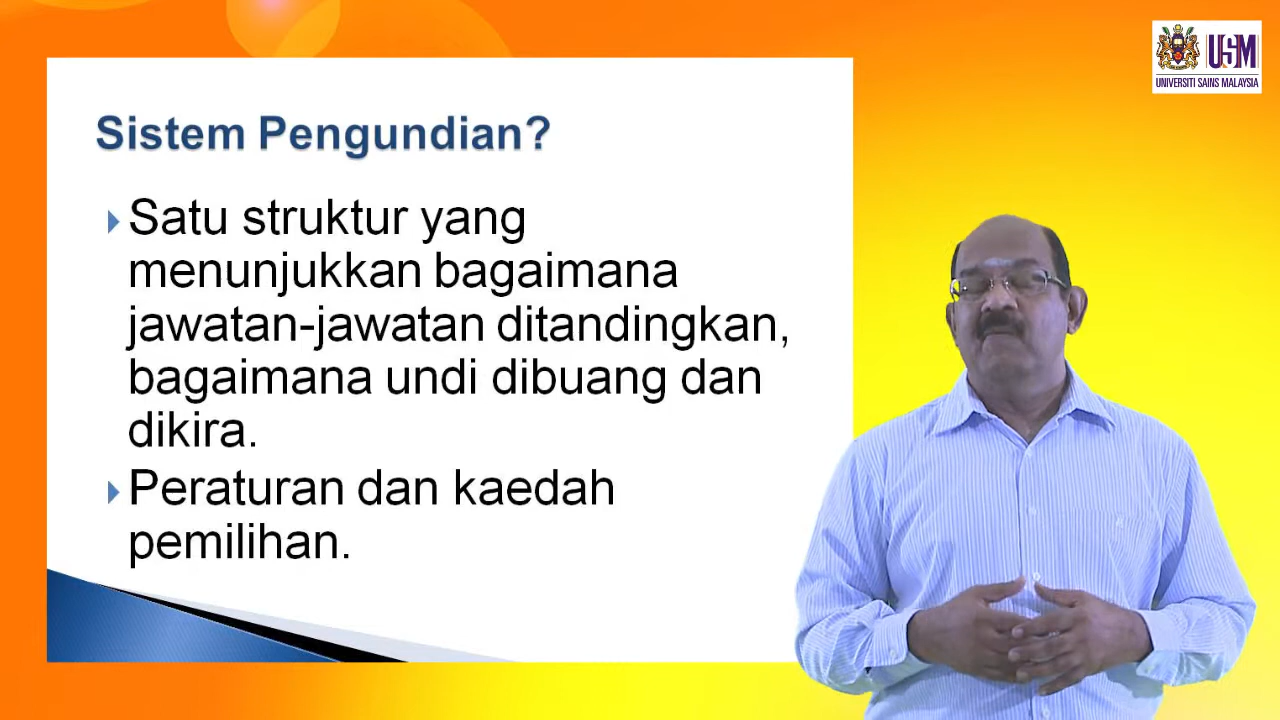 USM
UNIVERSITI SAINS MALAYSIA
Sistem Pengundian?
Satu struktur yang
menunjukkan bagaimana
jawatan-jawatan ditandingkan,
bagaimana undi dibuang dan
dikira.
Peraturan dan kaedah
pemilihan.